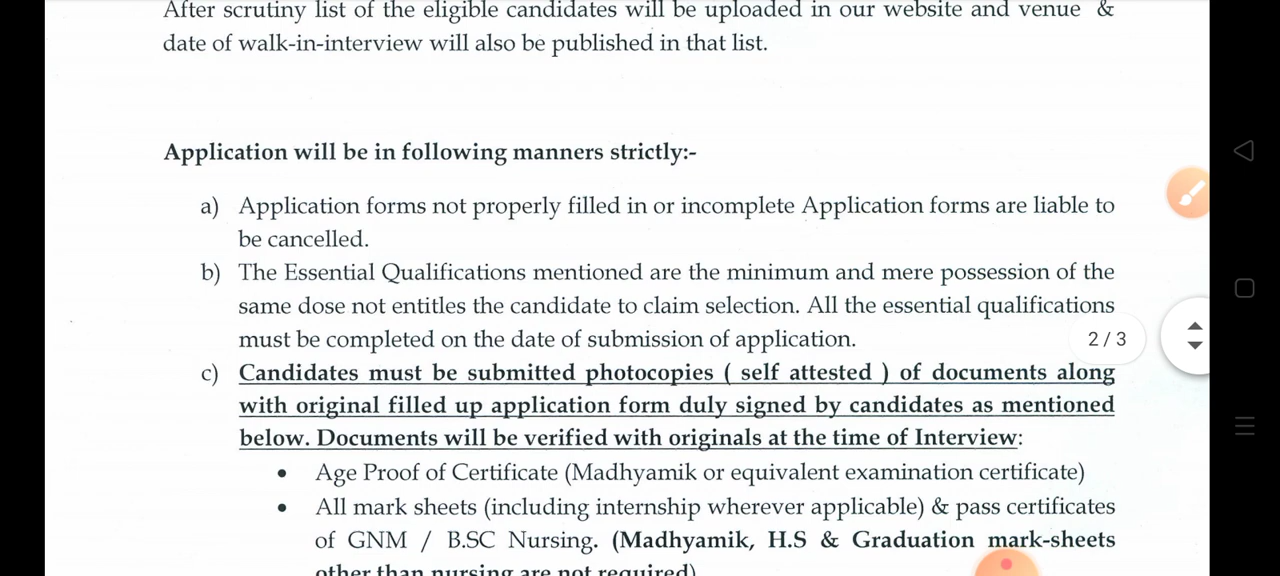 After scrutiny list of the eligible candidates will be uploaded in our website and venue &
date of walk-in-interview will also be published in that list.
Application will be in following manners strictly:-
a) Application forms not properly filled in or incomplete Application forms are liable to
be cancelled.
b) The Essential Qualifications mentioned are the minimum and mere possession of the
same dose not entitles the candidate to claim selection. All the essential qualifications
must be completed on the date of submission of application.
2 / 3
c) Candidates must be submitted photocopies ( self attested ) of documents along
with original filled up application form duly signed by candidates as mentioned
below. Documents will be verified with originals at the time of Interview:
• Age Proof of Certificate (Madhyamik or equivalent examination certificate)
• All mark sheets (including internship wherever applicable) & pass certificates
of GNM / B.SC Nursing. (Madhyamik, H.S & Graduation mark-sheets
other than nursing are not required)